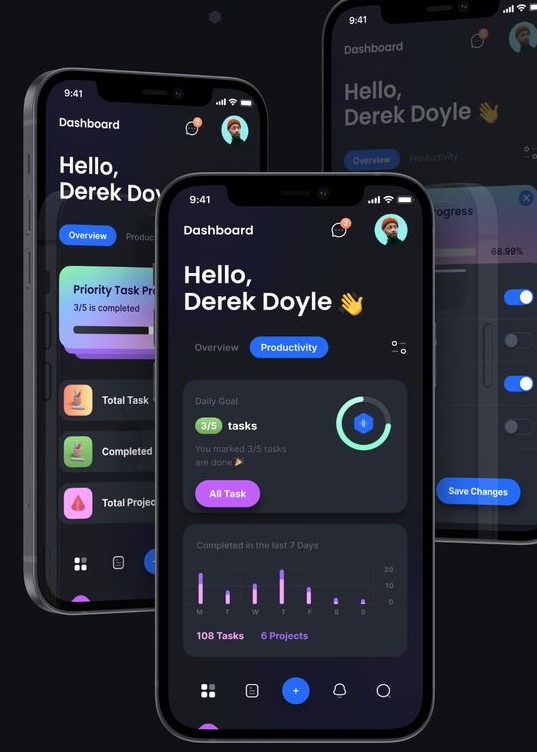 9:41
Dashboard
Hello,
Derek Doyle 👋
Overview
Productivity
rogress
68.99%
Save Changes
9:41
Dashboard
Hello,
Derek Doy
Overview
Produc
Priority Task Pro
3/5 is completed
Total Task
Completed
Total Projec
9:41
Dashboard
2
Hello,
Derek Doyle 👋
Overview
Productivity
Daily Goal
3/5 tasks
You marked 3/5 tasks
are done 🎉
All Task
Completed in the last 7 Days
20
10
0
M T W T F S S
108 Tasks 6 Projects